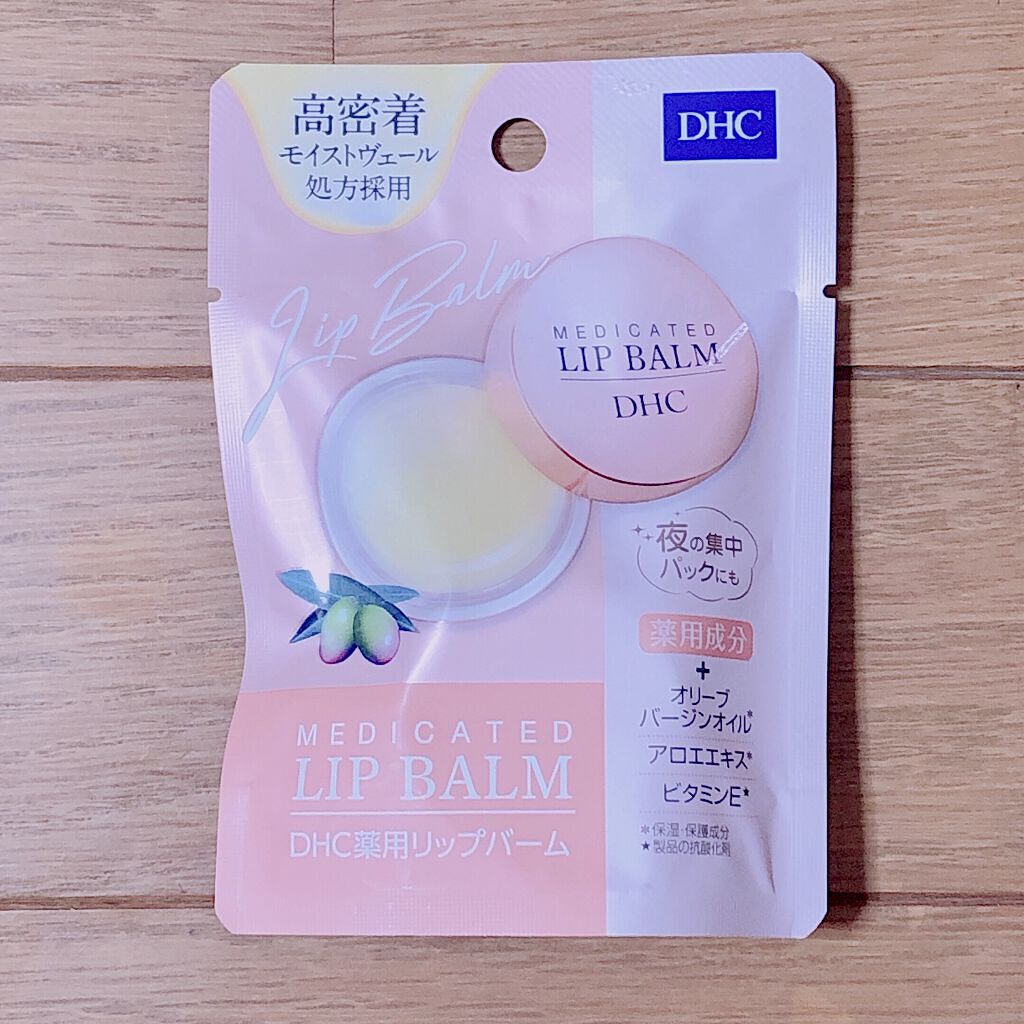 高密着
モイストヴェール
処方採用
DHC
Lip Balm
MEDICATED
LIP BALM
DHC
夜の集中
パックにも
薬用成分
+
オリーブ
バージンオイル*
アロエエキス*
ビタミンE★
*保湿・保護成分
★製品の抗酸化剤
MEDICATED
LIP BALM
DHC薬用リップバーム